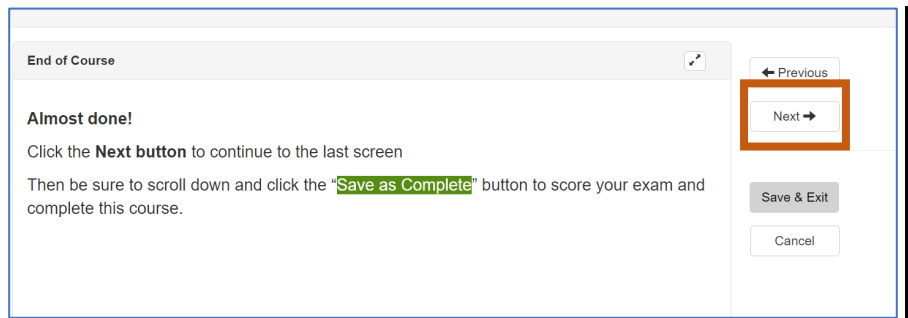 End of Course
Almost done!
Click the Next button to continue to the last screen
Then be sure to scroll down and click the “Save as Complete” button to score your exam and
complete this course.
Previous
Next
Save & Exit
Cancel